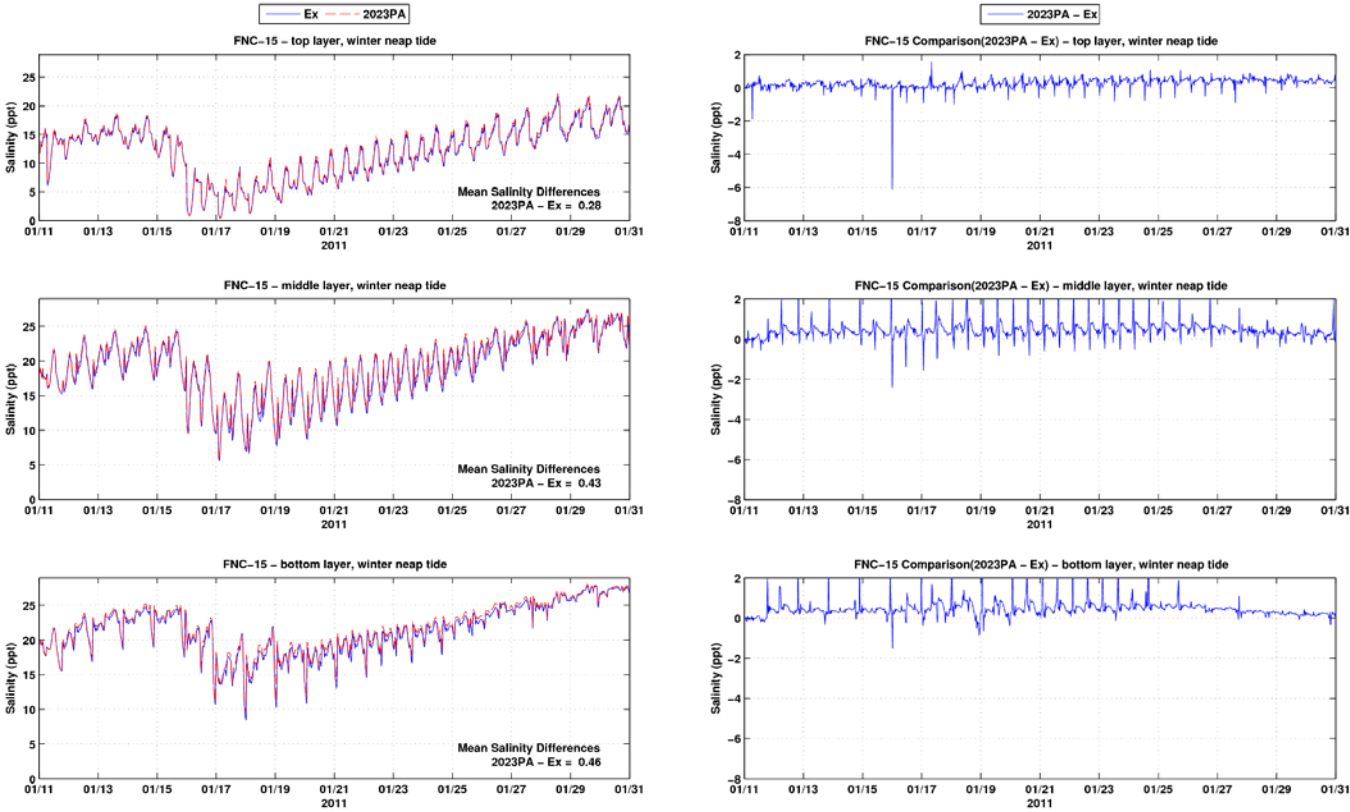 Ex 2023PA
FNC−15 − top layer, winter neap tide
Salinity (ppt)
25
20
15
10
5
0
01/11 01/13 01/15 01/17 01/19 01/21 01/23 01/25 01/27 01/29 01/31
2011
Mean Salinity Differences
2023PA − Ex = 0.28
2023PA − Ex
FNC−15 Comparison(2023PA − Ex) − top layer, winter neap tide
Salinity (ppt)
2
0
−2
−4
−6
−8
01/11 01/13 01/15 01/17 01/19 01/21 01/23 01/25 01/27 01/29 01/31
2011
FNC−15 − middle layer, winter neap tide
Salinity (ppt)
25
20
15
10
5
0
01/11 01/13 01/15 01/17 01/19 01/21 01/23 01/25 01/27 01/29 01/31
2011
Mean Salinity Differences
2023PA − Ex = 0.43
FNC−15 Comparison(2023PA − Ex) − middle layer, winter neap tide
Salinity (ppt)
2
0
−2
−4
−6
−8
01/11 01/13 01/15 01/17 01/19 01/21 01/23 01/25 01/27 01/29 01/31
2011
FNC−15 − bottom layer, winter neap tide
Salinity (ppt)
25
20
15
10
5
0
01/11 01/13 01/15 01/17 01/19 01/21 01/23 01/25 01/27 01/29 01/31
2011
Mean Salinity Differences
2023PA − Ex = 0.46
FNC−15 Comparison(2023PA − Ex) − bottom layer, winter neap tide
Salinity (ppt)
2
0
−2
−4
−6
−8
01/11 01/13 01/15 01/17 01/19 01/21 01/23 01/25 01/27 01/29 01/31
2011